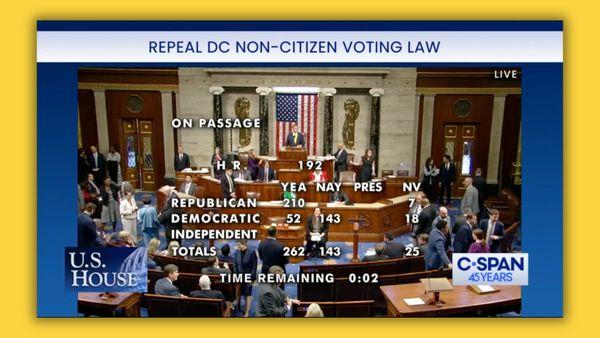 REPEAL DC NON-CITIZEN VOTING LAW
LIVE
ON PASSAGE
H R 192
YEA NAY PRES NV
REPUBLICAN 210 7
DEMOCRATIC 52 143 18
INDEPENDENT
TOTALS 262 143 25
TIME REMAINING 0:02
U.S. HOUSE
C-SPAN
45 YEARS